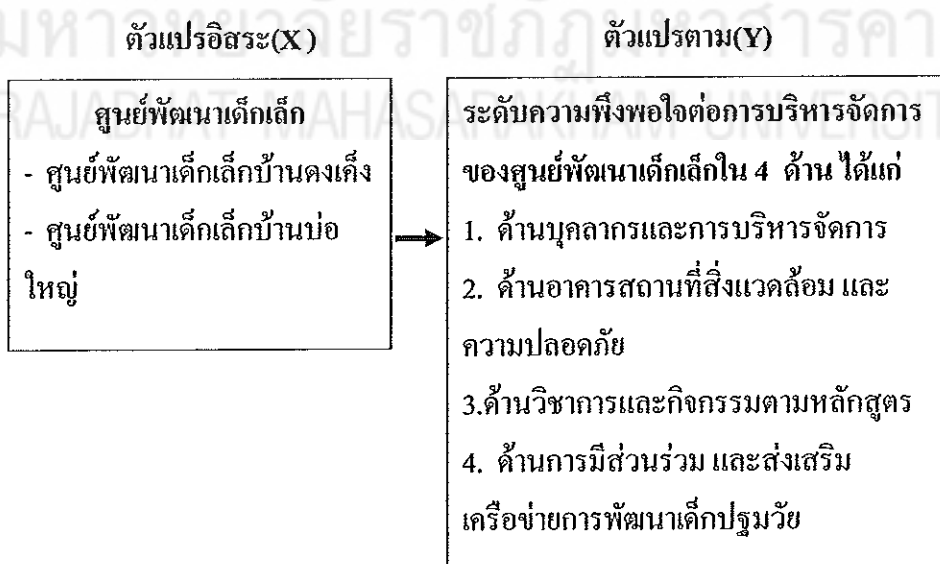 ตัวแปรอิสระ(X)
ศูนย์พัฒนาเด็กเล็ก
- ศูนย์พัฒนาเด็กเล็กบ้านดงเค็ง
- ศูนย์พัฒนาเด็กเล็กบ้านบ่อ
ใหญ่
ตัวแปรตาม(Y)
ระดับความพึงพอใจต่อการบริหารจัดการ
ของศูนย์พัฒนาเด็กเล็กใน 4 ด้าน ได้แก่
1. ด้านบุคลากรและการบริหารจัดการ
2. ด้านอาคารสถานที่สิ่งแวดล้อม และ
ความปลอดภัย
3.ด้านวิชาการและกิจกรรมตามหลักสูตร
4. ด้านการมีส่วนร่วม และส่งเสริม
เครือข่ายการพัฒนาเด็กปฐมวัย